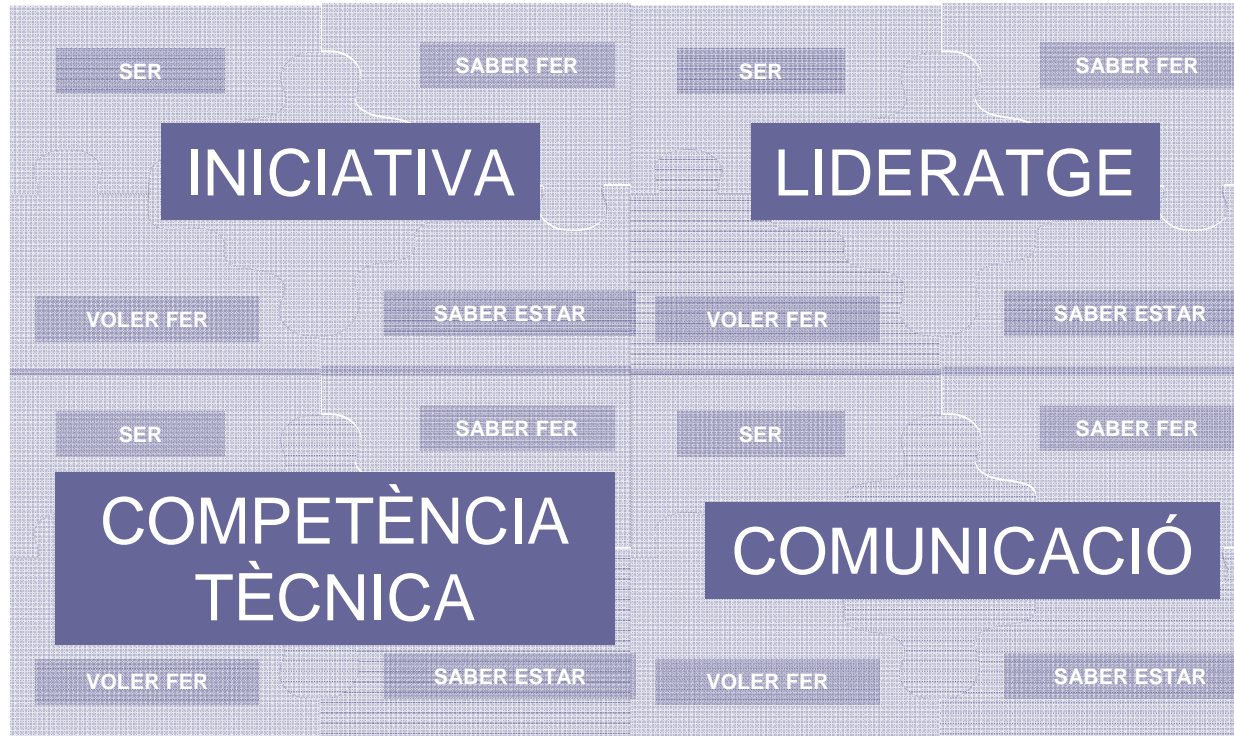 SER
SABER FER
INICIATIVA
VOLER FER
SABER ESTAR
SER
SABER FER
LIDERATGE
VOLER FER
SABER ESTAR
SER
SABER FER
COMPETÈNCIA
TÈCNICA
VOLER FER
SABER ESTAR
SER
SABER FER
COMUNICACIÓ
VOLER FER
SABER ESTAR